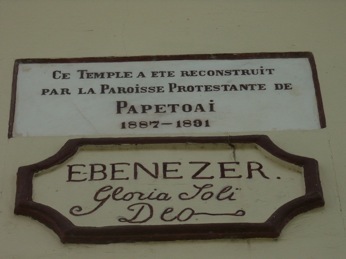 CE TEMPLE A ETE RECONSTRUIT
PAR LA PAROISSE PROTESTANTE DE
PAPETOAI
1887-1891
EBENEZER.
Gloria Soli
Deo